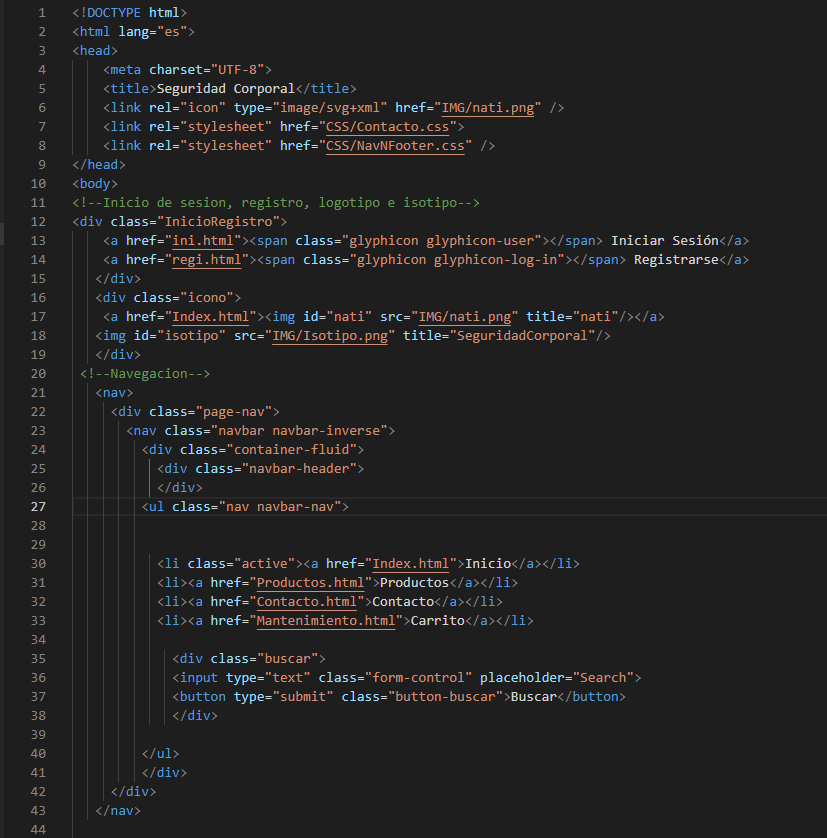 1 <!DOCTYPE html>
2 <html lang="es">
3 <head>
4 <meta charset="UTF-8">
5 <title>Seguridad Corporal</title>
6 <link rel="icon" type="image/svg+xml" href="IMG/nati.png" />
7 <link rel="stylesheet" href="CSS/Contacto.css">
8 <link rel="stylesheet" href="CSS/NavNFooter.css" />
9 </head>
10 <body>
11 <!--Inicio de sesion, registro, logotipo e isotipo-->
12 <div class="InicioRegistro">
13 <a href="ini.html"><span class="glyphicon glyphicon-user"></span> Iniciar Sesión</a>
14 <a href="regi.html"><span class="glyphicon glyphicon-log-in"></span> Registrarse</a>
15 </div>
16 <div class="icono">
17 <a href="Index.html"><img id="nati" src="IMG/nati.png" title="nati"/></a>
18 <img id="isotipo" src="IMG/Isotipo.png" title="SeguridadCorporal"/>
19 </div>
20 <!--Navegacion-->
21 <nav>
22 <div class="page-nav">
23 <nav class="navbar navbar-inverse">
24 <div class="container-fluid">
25 <div class="navbar-header">
26 </div>
27 <ul class="nav navbar-nav">
28
29
30 <li class="active"><a href="Index.html">Inicio</a></li>
31 <li><a href="Productos.html">Productos</a></li>
32 <li><a href="Contacto.html">Contacto</a></li>
33 <li><a href="Mantenimiento.html">Carrito</a></li>
34
35 <div class="buscar">
36 <input type="text" class="form-control" placeholder="Search">
37 <button type="submit" class="button-buscar">Buscar</button>
38 </div>
39
40 </ul>
41 </div>
42 </div>
43 </nav>
44